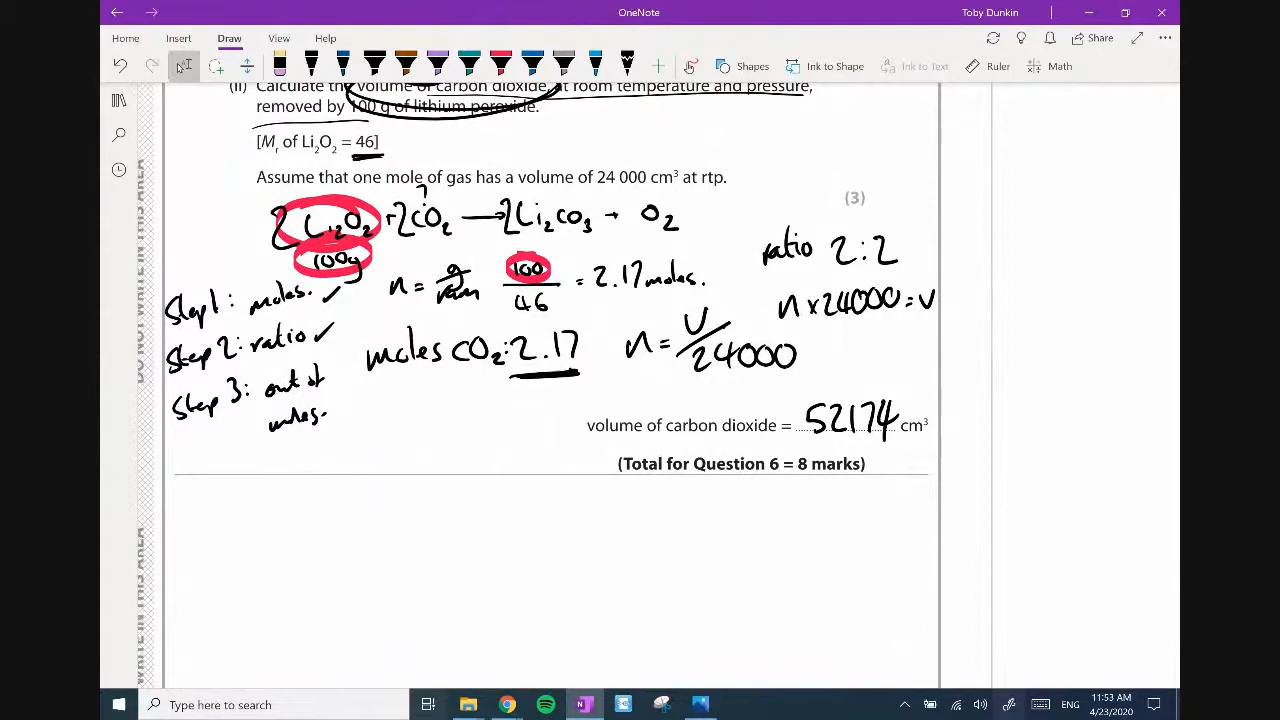 OneNote
Toby Dunkin
Home Insert Draw View Help
Share
Shapes Ink to Shape Ink to Text Ruler Math
(ii) Calculate the volume of carbon dioxide, at room temperature and pressure,
removed by 100 g of lithium peroxide.
[Mr of Li2O2 = 46]
Assume that one mole of gas has a volume of 24 000 cm³ at rtp.
(3)
?
2Li2O2 + 2CO2 → 2Li2CO3 + O2
ratio 2:2
100g
n = g/ram 100/46 = 2.17 moles.
n x 24000 = V
Step 1: moles. ✓
Step 2: ratio ✓
moles CO2: 2.17 n = V/24000
Step 3: out of
moles.
volume of carbon dioxide = 52174 cm³
(Total for Question 6 = 8 marks)
DO NOT WRITE IN THIS AREA
WRITE IN THIS AREA
Type here to search
ENG
11:53 AM
4/23/2020